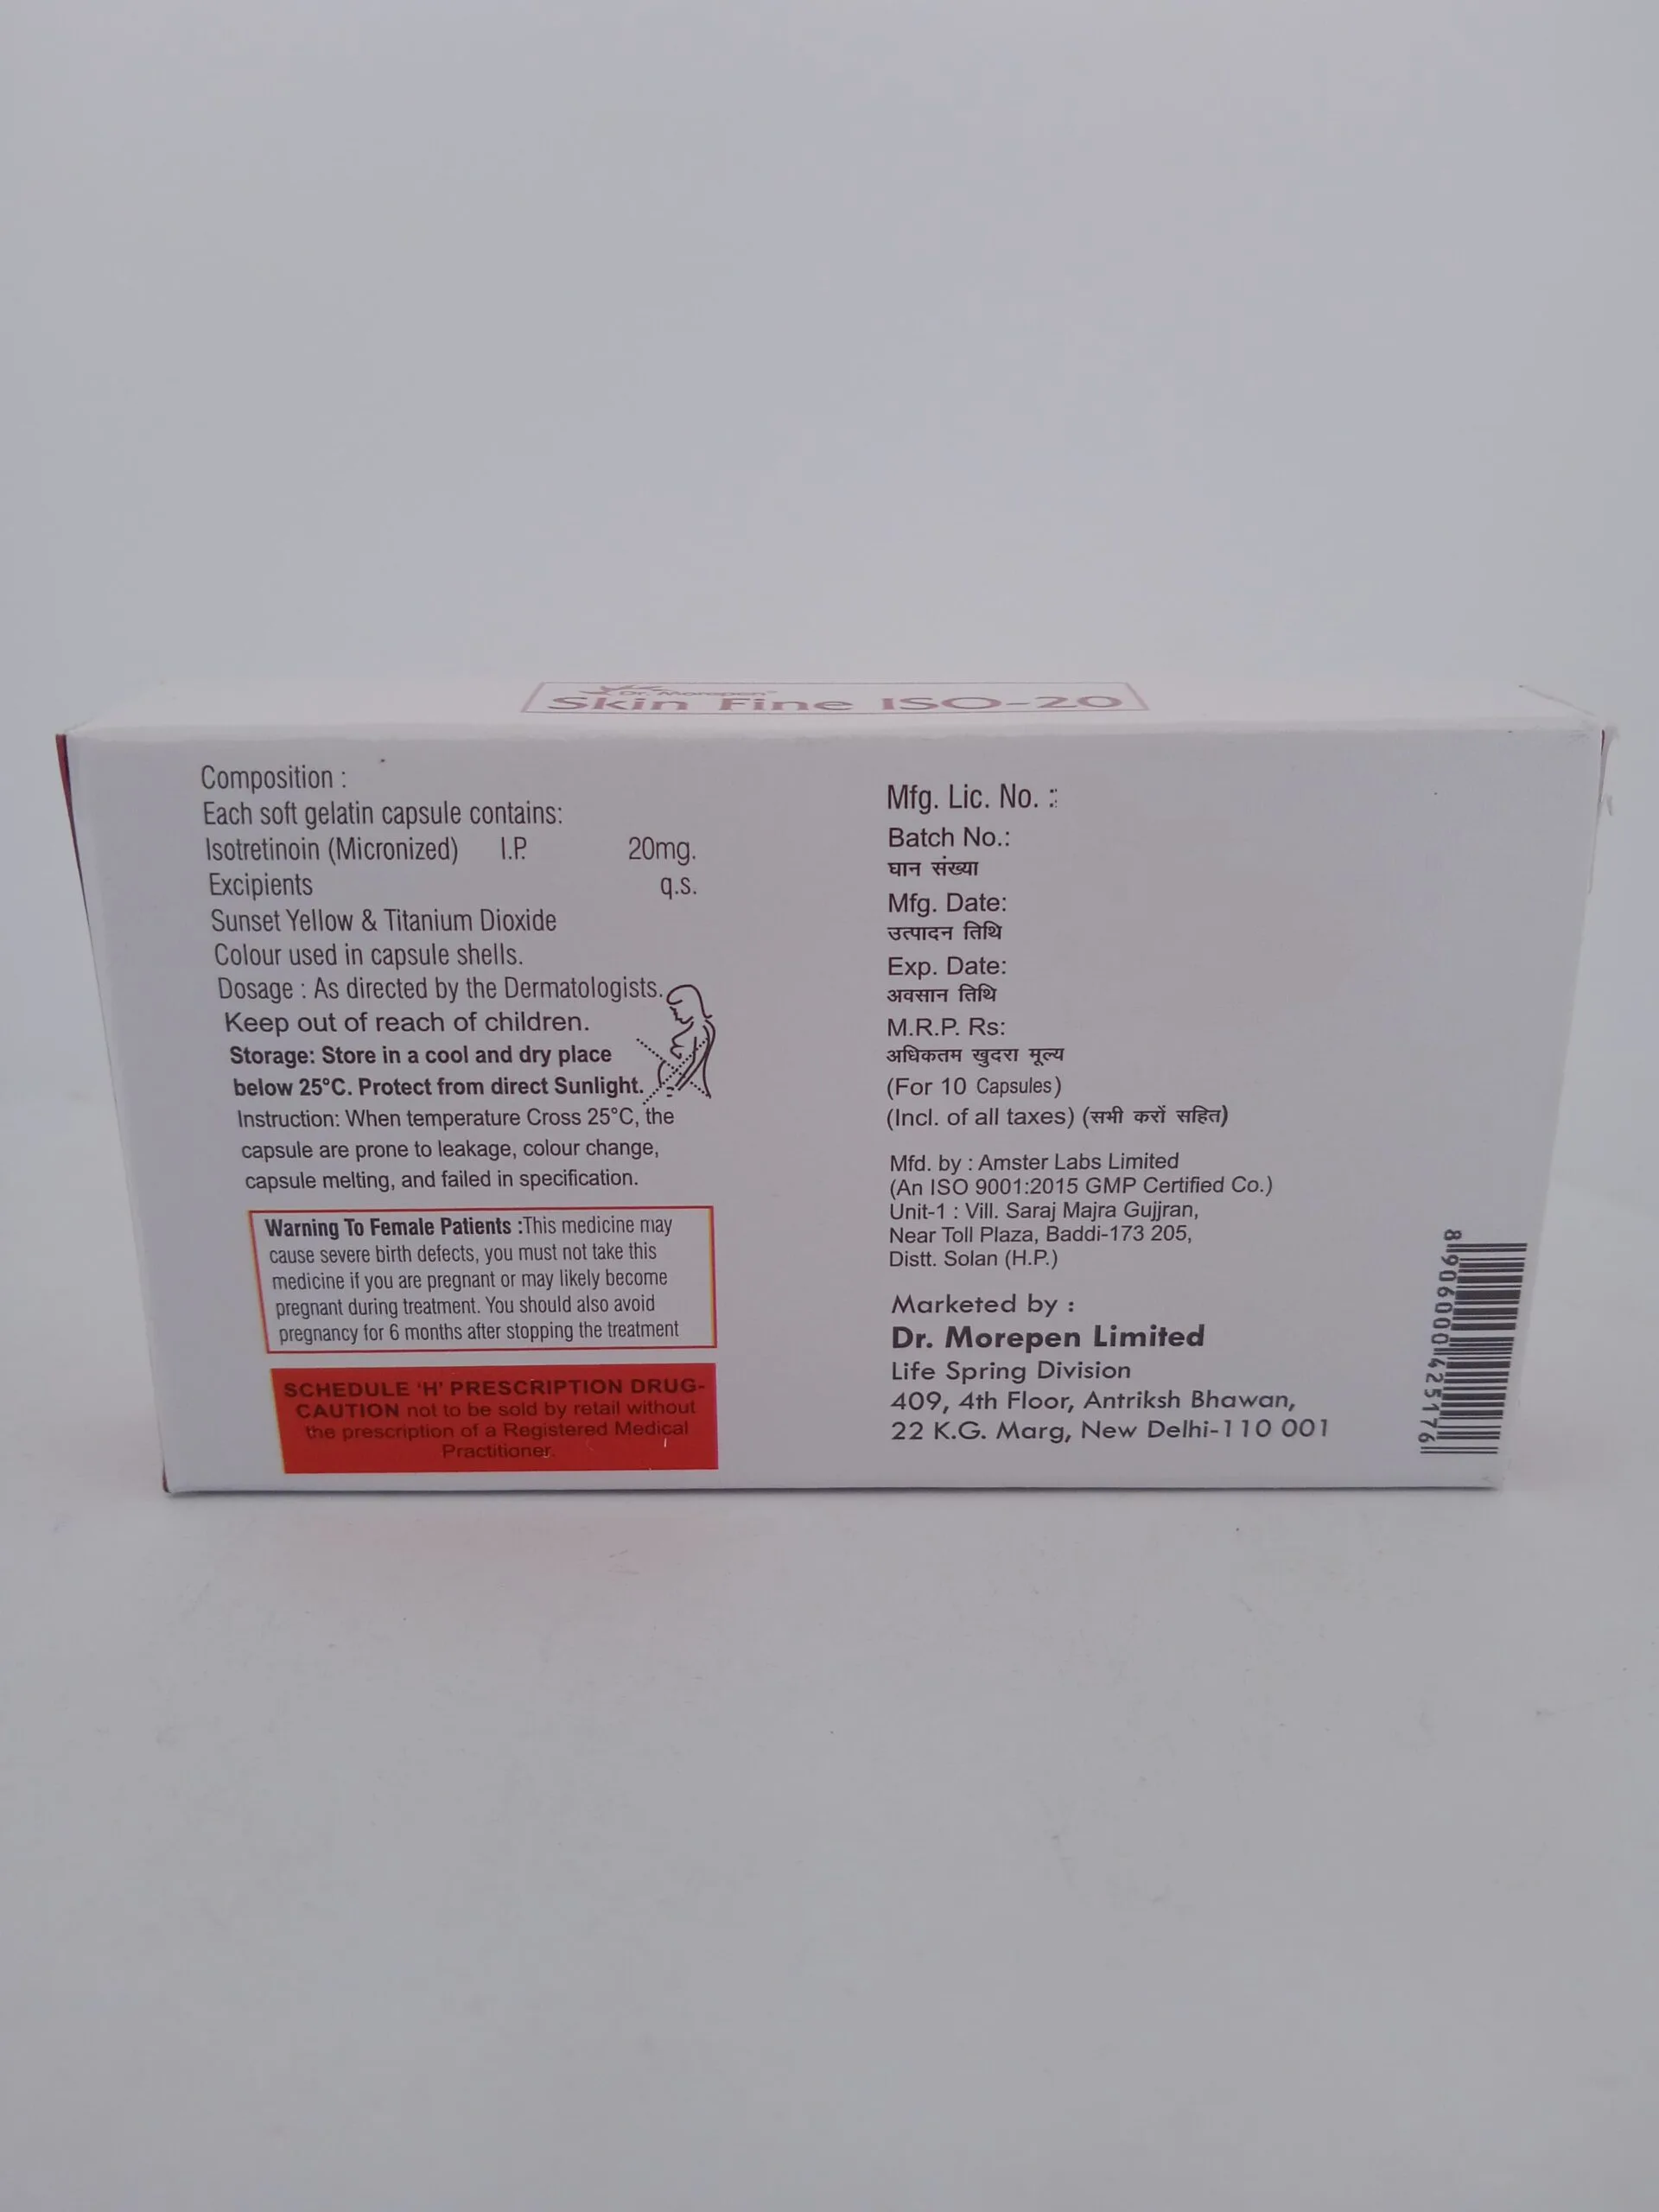 Dr. Morepen
Skin Fine ISO-20
Composition :
Each soft gelatin capsule contains:
Isotretinoin (Micronized) I.P. 20mg.
Excipients q.s.
Sunset Yellow & Titanium Dioxide
Colour used in capsule shells.
Dosage : As directed by the Dermatologists.
Keep out of reach of children.
Storage: Store in a cool and dry place
below 25°C. Protect from direct Sunlight.
Instruction: When temperature Cross 25°C, the
capsule are prone to leakage, colour change,
capsule melting, and failed in specification.
Warning To Female Patients :This medicine may
cause severe birth defects, you must not take this
medicine if you are pregnant or may likely become
pregnant during treatment. You should also avoid
pregnancy for 6 months after stopping the treatment
SCHEDULE 'H' PRESCRIPTION DRUG-
CAUTION not to be sold by retail without
the prescription of a Registered Medical
Practitioner.
Mfg. Lic. No. :
Batch No.:
घान संख्या
Mfg. Date:
उत्पादन तिथि
Exp. Date:
अवसान तिथि
M.R.P. Rs:
अधिकतम खुदरा मूल्य
(For 10 Capsules)
(Incl. of all taxes) (सभी करों सहित)
Mfd. by : Amster Labs Limited
(An ISO 9001:2015 GMP Certified Co.)
Unit-1 : Vill. Saraj Majra Gujjran,
Near Toll Plaza, Baddi-173 205,
Distt. Solan (H.P.)
Marketed by :
Dr. Morepen Limited
Life Spring Division
409, 4th Floor, Antriksh Bhawan,
22 K.G. Marg, New Delhi-110 001
8906000425176